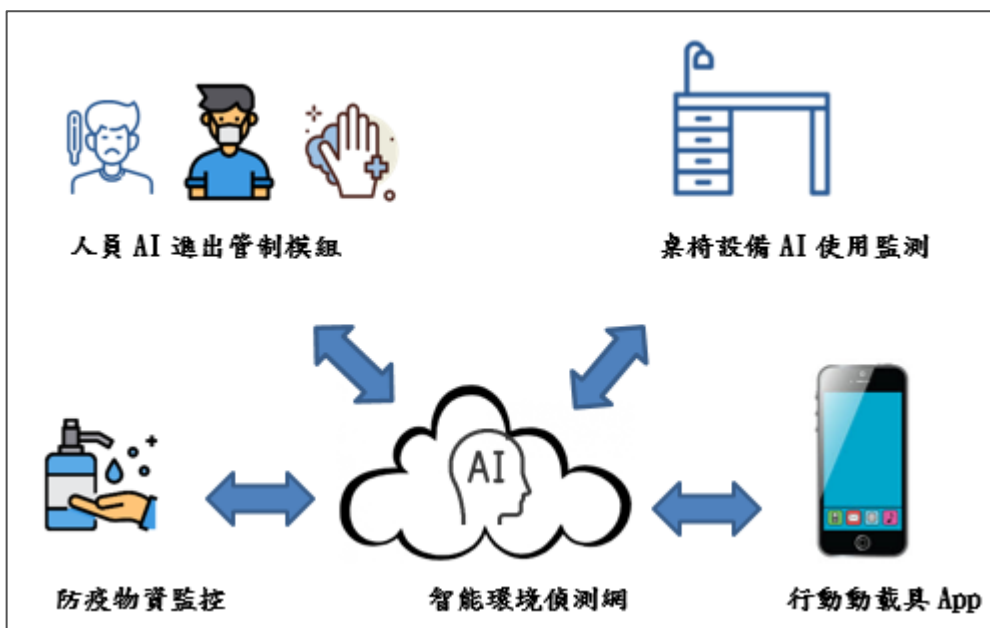 人員 AI 進出管制模組
桌椅設備 AI 使用監測
AI
防疫物資監控
智能環境偵測網
行動動載具 App